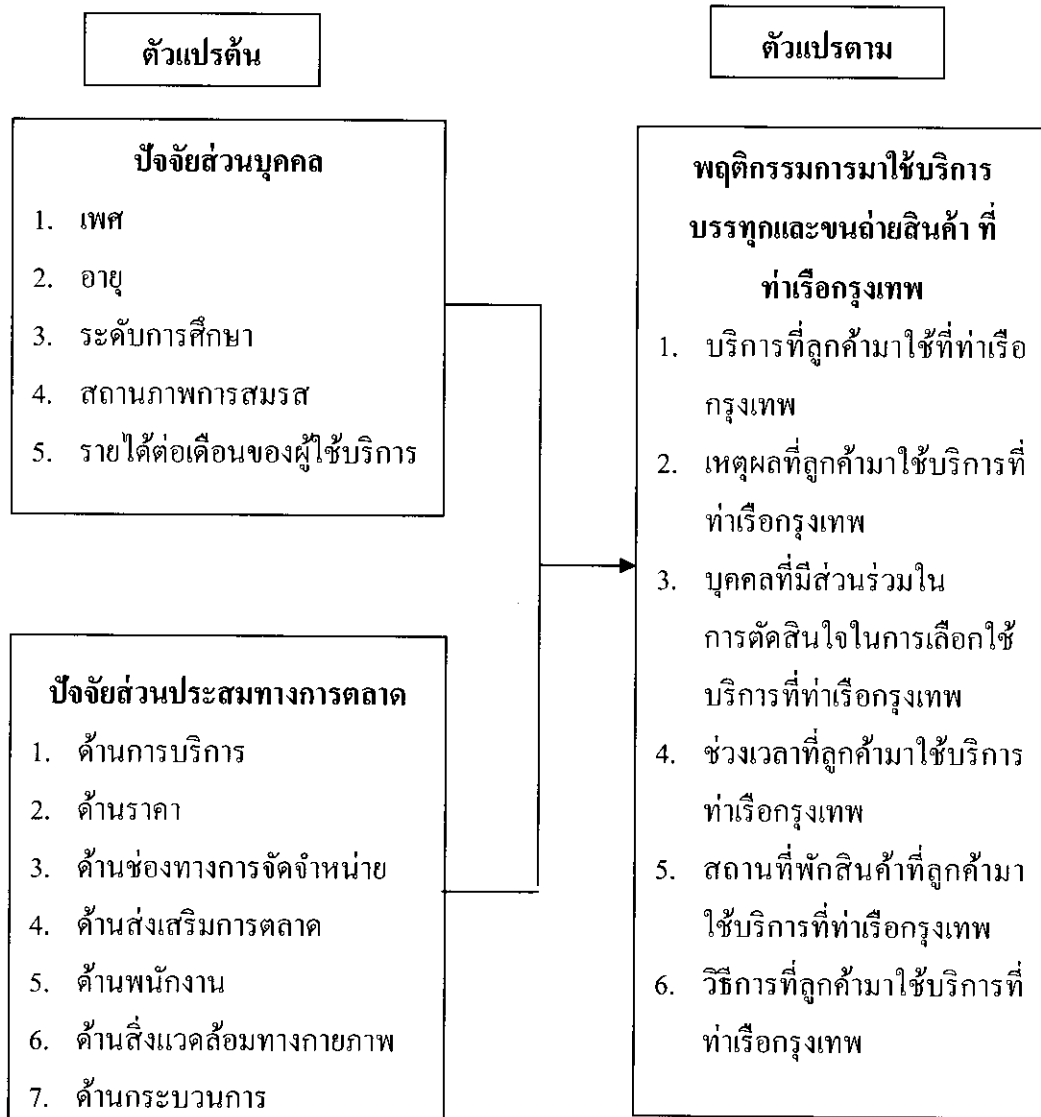 ตัวแปรต้น
ปัจจัยส่วนบุคคล
1. เพศ
2. อายุ
3. ระดับการศึกษา
4. สถานภาพการสมรส
5. รายได้ต่อเดือนของผู้ใช้บริการ
ปัจจัยส่วนประสมทางการตลาด
1. ด้านการบริการ
2. ด้านราคา
3. ด้านช่องทางการจัดจำหน่าย
4. ด้านส่งเสริมการตลาด
5. ด้านพนักงาน
6. ด้านสิ่งแวดล้อมทางกายภาพ
7. ด้านกระบวนการ
ตัวแปรตาม
พฤติกรรมการมาใช้บริการ
บรรทุกและขนถ่ายสินค้า ที่
ท่าเรือกรุงเทพ
1. บริการที่ลูกค้ามาใช้ที่ท่าเรือ
กรุงเทพ
2. เหตุผลที่ลูกค้ามาใช้บริการที่
ท่าเรือกรุงเทพ
3. บุคคลที่มีส่วนร่วมใน
การตัดสินใจในการเลือกใช้
บริการที่ท่าเรือกรุงเทพ
4. ช่วงเวลาที่ลูกค้ามาใช้บริการ
ท่าเรือกรุงเทพ
5. สถานที่พักสินค้าที่ลูกค้ามา
ใช้บริการที่ท่าเรือกรุงเทพ
6. วิธีการที่ลูกค้ามาใช้บริการที่
ท่าเรือกรุงเทพ